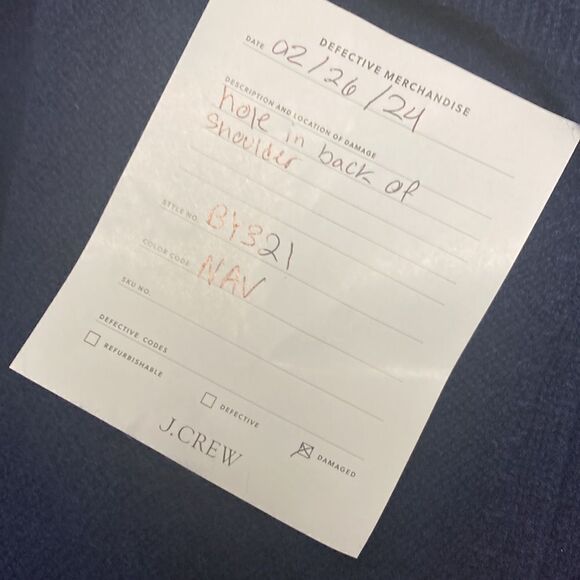 DEFECTIVE MERCHANDISE
DATE 02/26/24
DESCRIPTION AND LOCATION OF DAMAGE
hole in back of
shoulder
STYLE NO. BY321
COLOR CODE NAV
SKU NO.
DEFECTIVE CODES
REFURBISHABLE
DEFECTIVE
DAMAGED
J.CREW